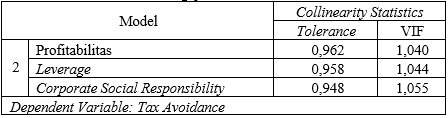 Model Collinearity Statistics
Tolerance VIF
2 Profitabilitas 0,962 1,040
Leverage 0,958 1,044
Corporate Social Responsibility 0,948 1,055
Dependent Variable: Tax Avoidance